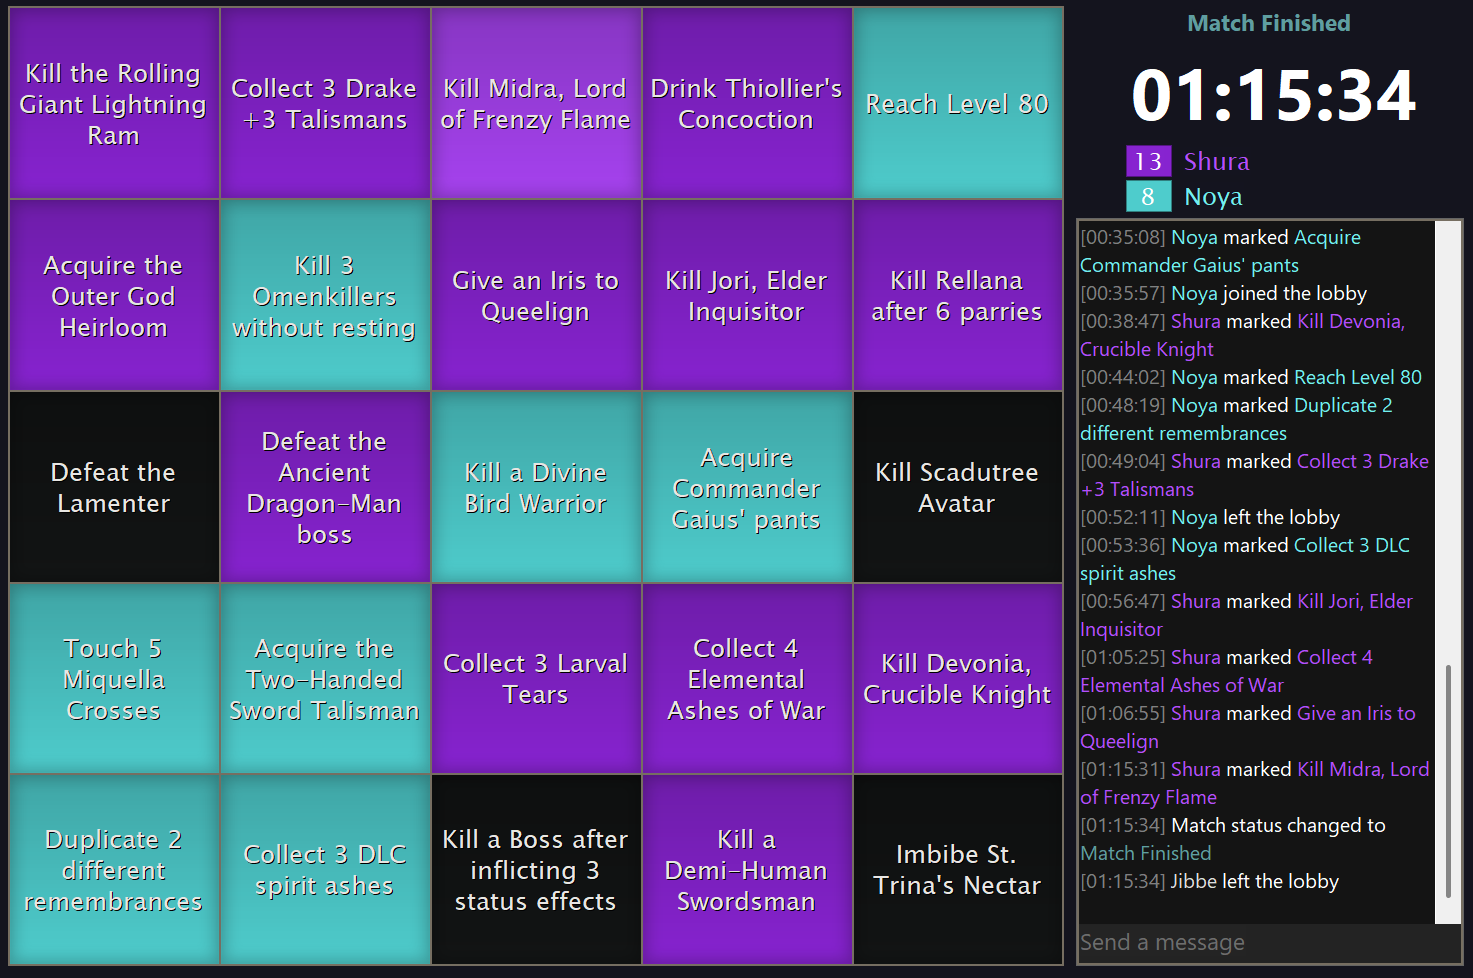 Kill the Rolling
Giant Lightning
Ram
Collect 3 Drake
+3 Talismans
Kill Midra, Lord
of Frenzy Flame
Drink Thiollier's
Concoction
Reach Level 80
Acquire the
Outer God
Heirloom
Kill 3
Omenkillers
without resting
Give an Iris to
Queelign
Kill Jori, Elder
Inquisitor
Kill Rellana
after 6 parries
Defeat the
Lamenter
Defeat the
Ancient
Dragon-Man
boss
Kill a Divine
Bird Warrior
Acquire
Commander
Gaius' pants
Kill Scadutree
Avatar
Touch 5
Miquella
Crosses
Acquire the
Two-Handed
Sword Talisman
Collect 3 Larval
Tears
Collect 4
Elemental
Ashes of War
Kill Devonia,
Crucible Knight
Duplicate 2
different
remembrances
Collect 3 DLC
spirit ashes
Kill a Boss after
inflicting 3
status effects
Kill a
Demi-Human
Swordsman
Imbibe St.
Trina's Nectar
Match Finished
01:15:34
13 Shura
8 Noya
[00:35:08] Noya marked Acquire
Commander Gaius' pants
[00:35:57] Noya joined the lobby
[00:38:47] Shura marked Kill Devonia,
Crucible Knight
[00:44:02] Noya marked Reach Level 80
[00:48:19] Noya marked Duplicate 2
different remembrances
[00:49:04] Shura marked Collect 3 Drake
+3 Talismans
[00:52:11] Noya left the lobby
[00:53:36] Noya marked Collect 3 DLC
spirit ashes
[00:56:47] Shura marked Kill Jori, Elder
Inquisitor
[01:05:25] Shura marked Collect 4
Elemental Ashes of War
[01:06:55] Shura marked Give an Iris to
Queelign
[01:15:31] Shura marked Kill Midra, Lord
of Frenzy Flame
[01:15:34] Match status changed to
Match Finished
[01:15:34] Jibbe left the lobby
Send a message